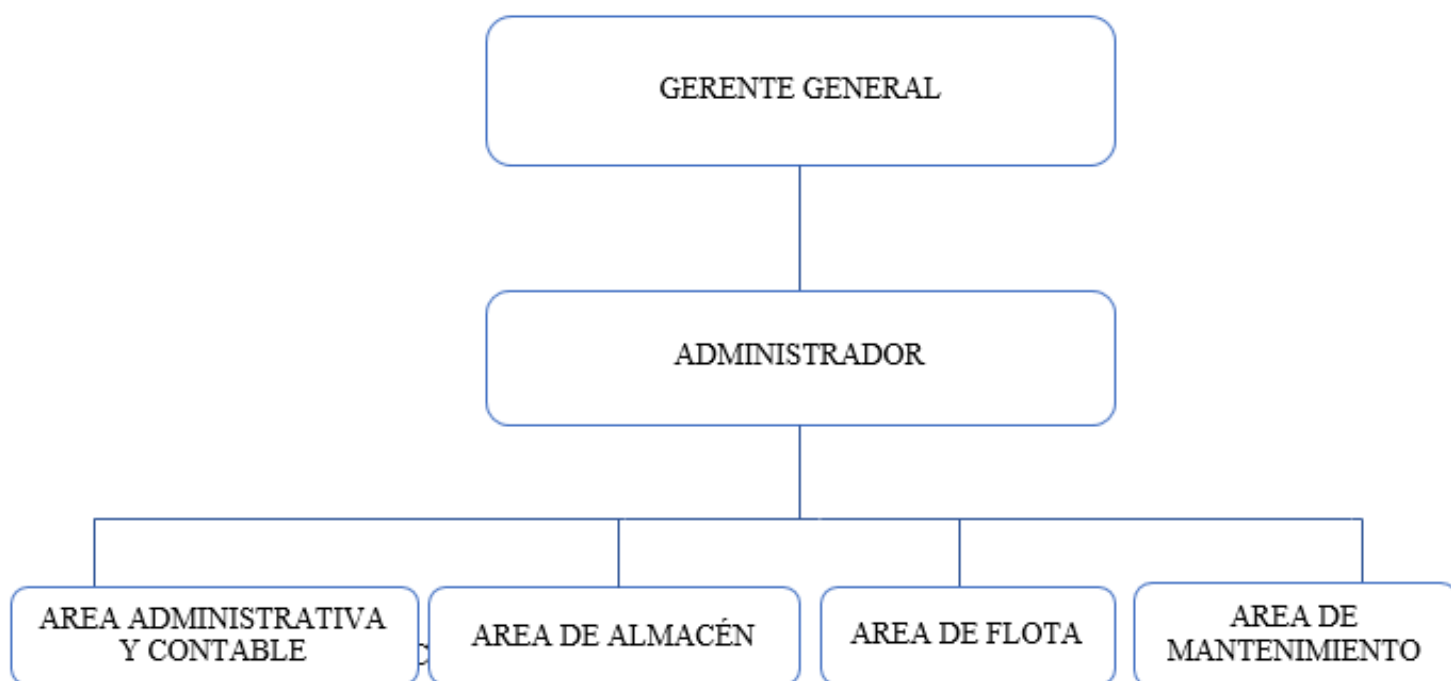 GERENTE GENERAL
ADMINISTRADOR
AREA ADMINISTRATIVA
Y CONTABLE
AREA DE ALMACÉN
AREA DE FLOTA
AREA DE
MANTENIMIENTO